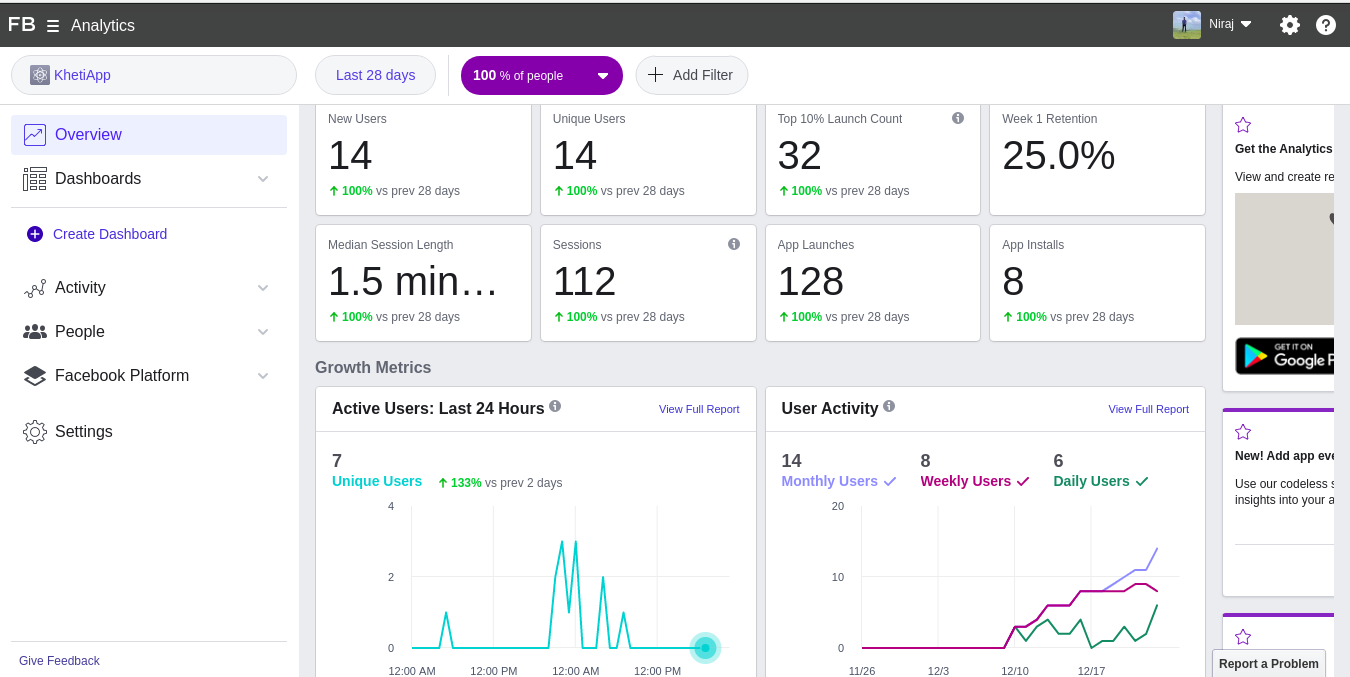 FB Analytics Niraj
KhetiApp Last 28 days 100 % of people Add Filter
Overview
Dashboards
Create Dashboard
Activity
People
Facebook Platform
Settings
Give Feedback
New Users
14
100% vs prev 28 days
Unique Users
14
100% vs prev 28 days
Top 10% Launch Count
32
100% vs prev 28 days
Week 1 Retention
25.0%
Median Session Length
1.5 min…
100% vs prev 28 days
Sessions
112
100% vs prev 28 days
App Launches
128
100% vs prev 28 days
App Installs
8
100% vs prev 28 days
Growth Metrics
Active Users: Last 24 Hours View Full Report
7
Unique Users 133% vs prev 2 days
4
2
0
12:00 AM 12:00 PM 12:00 AM 12:00 PM
User Activity View Full Report
14 8 6
Monthly Users Weekly Users Daily Users
20
10
0
11/26 12/3 12/10 12/17
Get the Analytics
View and create re
GET IT ON
Google P
New! Add app eve
Use our codeless s
insights into your a
Report a Problem